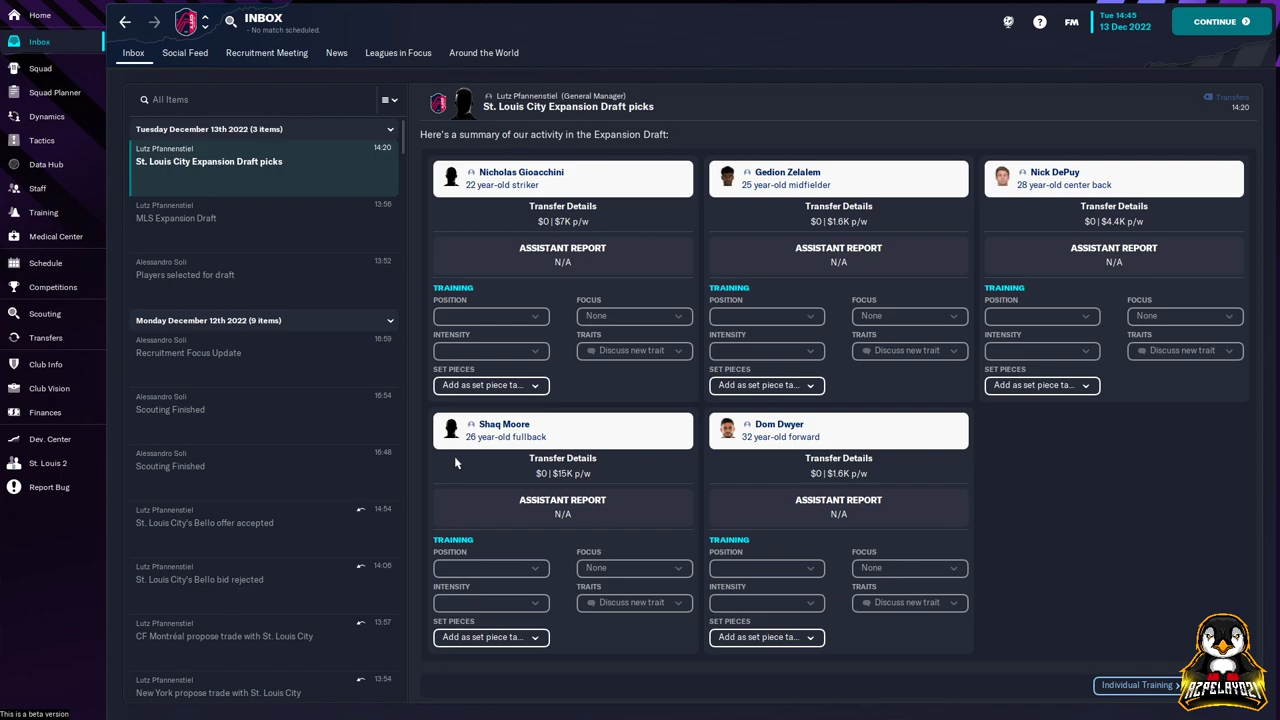 Home
Inbox
Squad
Squad Planner
Dynamics
Tactics
Data Hub
Staff
Training
Medical Center
Schedule
Competitions
Scouting
Transfers
Club Info
Club Vision
Finances
Dev. Center
St. Louis 2
Report Bug
This is a beta version
INBOX
- No match scheduled.
FM
Tue 14:45
13 Dec 2022
CONTINUE
Inbox Social Feed Recruitment Meeting News Leagues in Focus Around the World
All Items
Tuesday December 13th 2022 (3 items)
Lutz Pfannenstiel 14:20
St. Louis City Expansion Draft picks
Lutz Pfannenstiel 13:56
MLS Expansion Draft
Alessandro Soli 13:52
Players selected for draft
Monday December 12th 2022 (9 items)
Alessandro Soli 16:59
Recruitment Focus Update
Alessandro Soli 16:54
Scouting Finished
Alessandro Soli 16:48
Scouting Finished
Lutz Pfannenstiel 14:54
St. Louis City's Bello offer accepted
Lutz Pfannenstiel 14:06
St. Louis City's Bello bid rejected
Lutz Pfannenstiel 13:57
CF Montréal propose trade with St. Louis City
Lutz Pfannenstiel 13:54
New York propose trade with St. Louis City
Lutz Pfannenstiel (General Manager)
St. Louis City Expansion Draft picks
Transfers
14:20
Here's a summary of our activity in the Expansion Draft:
Nicholas Gioacchini
22 year-old striker
Transfer Details
$0 | $7K p/w
ASSISTANT REPORT
N/A
TRAINING
POSITION FOCUS
None
INTENSITY TRAITS
Discuss new trait
SET PIECES
Add as set piece ta...
Gedion Zelalem
25 year-old midfielder
Transfer Details
$0 | $1.6K p/w
ASSISTANT REPORT
N/A
TRAINING
POSITION FOCUS
None
INTENSITY TRAITS
Discuss new trait
SET PIECES
Add as set piece ta...
Nick DePuy
28 year-old center back
Transfer Details
$0 | $4.4K p/w
ASSISTANT REPORT
N/A
TRAINING
POSITION FOCUS
None
INTENSITY TRAITS
Discuss new trait
SET PIECES
Add as set piece ta...
Shaq Moore
26 year-old fullback
Transfer Details
$0 | $15K p/w
ASSISTANT REPORT
N/A
TRAINING
POSITION FOCUS
None
INTENSITY TRAITS
Discuss new trait
SET PIECES
Add as set piece ta...
Dom Dwyer
32 year-old forward
Transfer Details
$0 | $1.6K p/w
ASSISTANT REPORT
N/A
TRAINING
POSITION FOCUS
None
INTENSITY TRAITS
Discuss new trait
SET PIECES
Add as set piece ta...
Individual Training